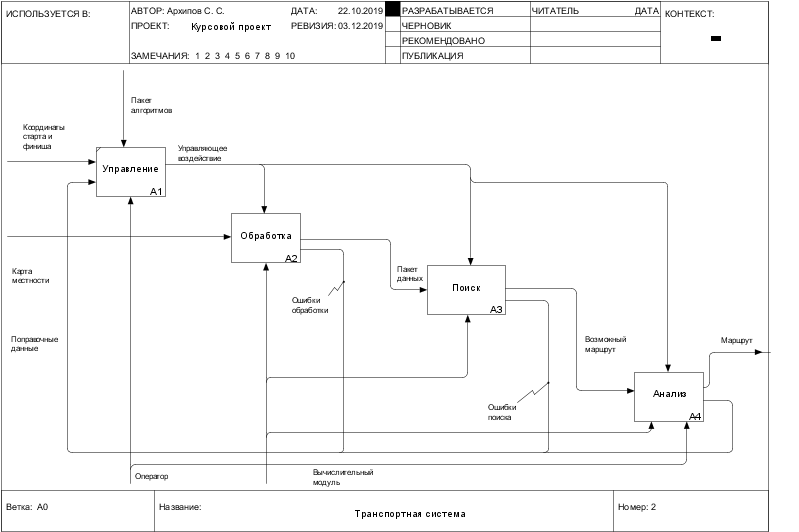 ИСПОЛЬЗУЕТСЯ В:
АВТОР: Архипов С. С.
ДАТА: 22.10.2019
РАЗРАБАТЫВАЕТСЯ
ЧИТАТЕЛЬ
ДАТА
КОНТЕКСТ:
ПРОЕКТ: Курсовой проект
РЕВИЗИЯ: 03.12.2019
ЧЕРНОВИК
РЕКОМЕНДОВАНО
ЗАМЕЧАНИЯ: 1 2 3 4 5 6 7 8 9 10
ПУБЛИКАЦИЯ
Пакет
алгоритмов
Координаты
старта и
финиша
Управляющее
воздействие
Управление
A1
Обработка
A2
Карта
местности
Пакет
данных
Поиск
A3
Ошибки
обработки
Поправочные
данные
Возможный
маршрут
Маршрут
Анализ
A4
Ошибки
поиска
Оператор
Вычислительный
модуль
Ветка: A0
Название:
Транспортная система
Номер: 2